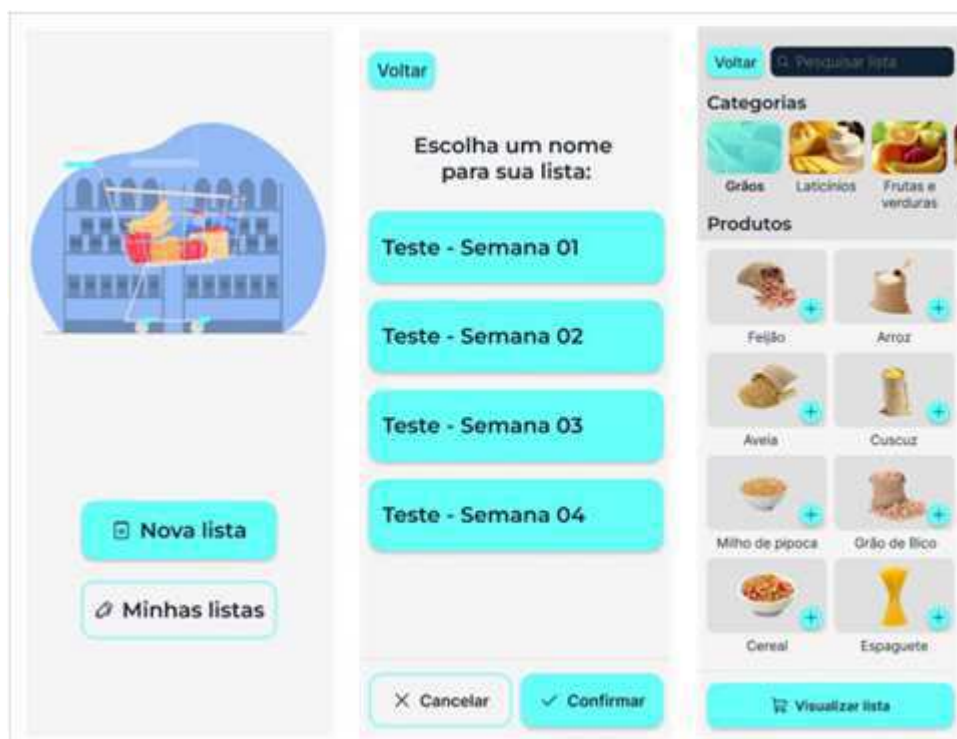 Nova lista
Minhas listas
Voltar
Escolha um nome
para sua lista:
Teste - Semana 01
Teste - Semana 02
Teste - Semana 03
Teste - Semana 04
Cancelar
Confirmar
Voltar
Pesquisar lista
Categorias
Grãos
Laticínios
Frutas e
verduras
Produtos
Feijão
Arroz
Aveia
Cuscuz
Milho de pipoca
Grão de Bico
Cereal
Espaguete
Visualizar lista